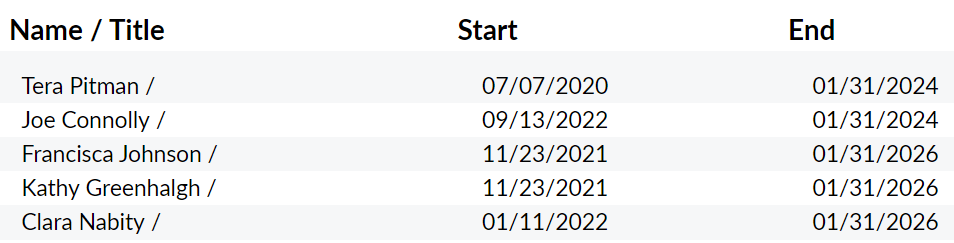 Name / Title Start End
Tera Pitman / 07/07/2020 01/31/2024
Joe Connolly / 09/13/2022 01/31/2024
Francisca Johnson / 11/23/2021 01/31/2026
Kathy Greenhalgh / 11/23/2021 01/31/2026
Clara Nabity / 01/11/2022 01/31/2026